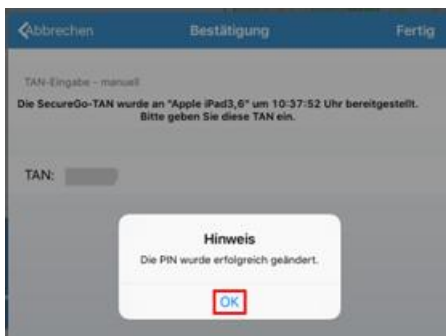 Abbrechen Bestätigung Fertig
TAN-Eingabe - manuell
Die SecureGo-TAN wurde an "Apple iPad3,6" um 10:37:52 Uhr bereitgestellt.
Bitte geben Sie diese TAN ein.
TAN:
Hinweis
Die PIN wurde erfolgreich geändert.
OK